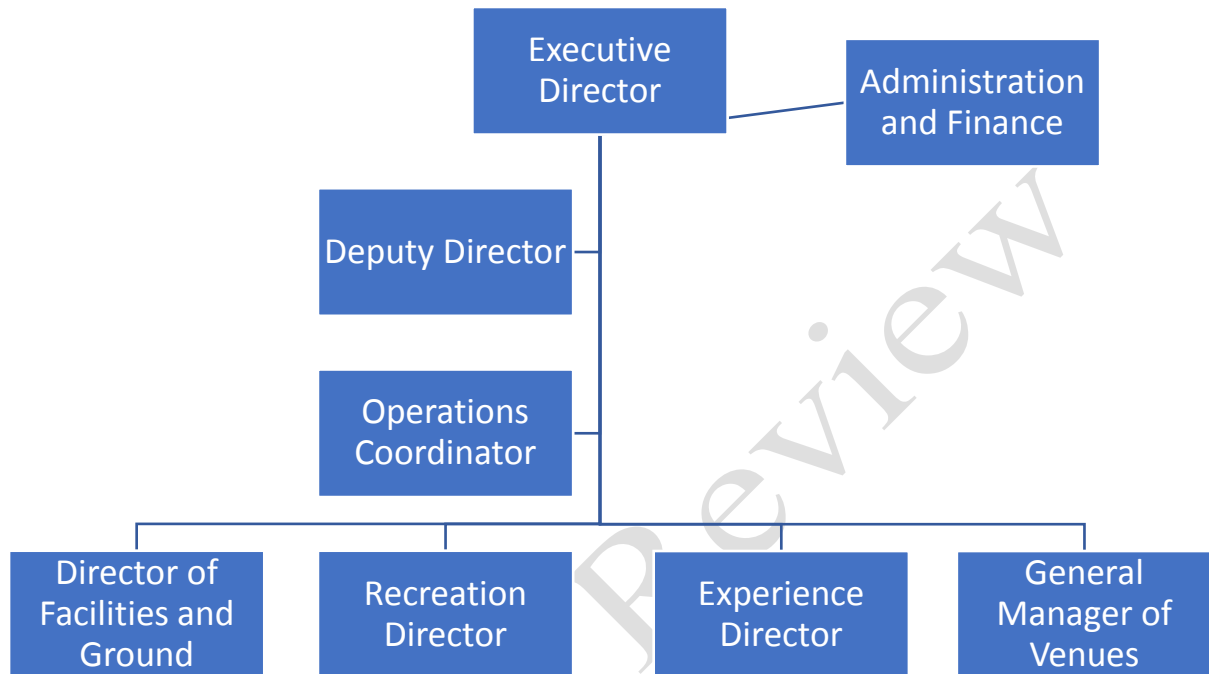 Executive
Director
Administration
and Finance
Deputy Director
Operations
Coordinator
Director of
Facilities and
Ground
Recreation
Director
Experience
Director
General
Manager of
Venues
Review